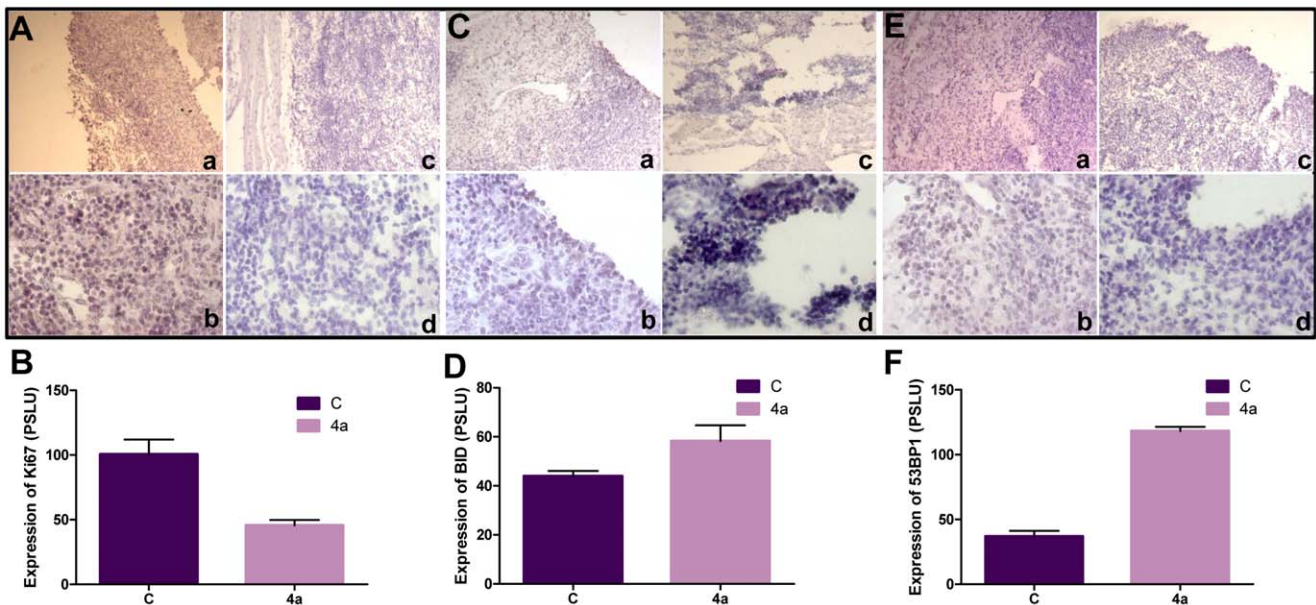 A
a
c
b
d
C
a
c
b
d
E
a
c
b
d
B
Expression of Ki67 (PSLU)
150
100
50
0
C
4a
C
4a
D
Expression of BID (PSLU)
80
60
40
20
0
C
4a
C
4a
F
Expression of 53BP1 (PSLU)
150
100
50
0
C
4a
C
4a